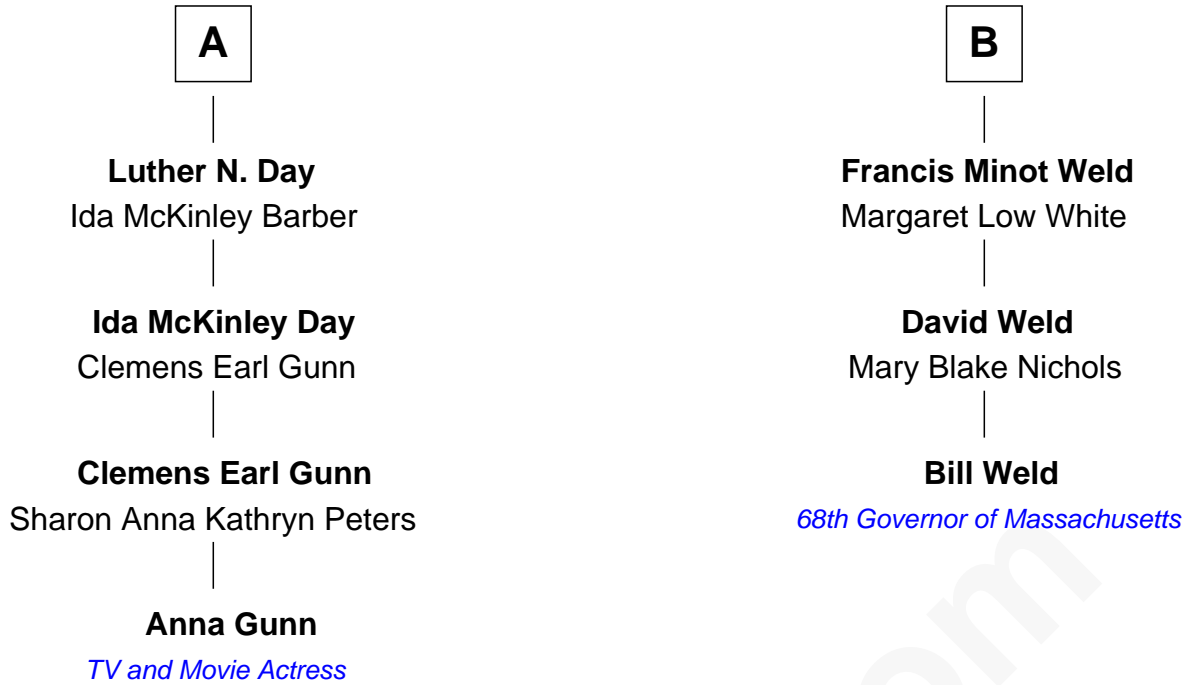 A
Luther N. Day
Ida McKinley Barber
Ida McKinley Day
Clemens Earl Gunn
Clemens Earl Gunn
Sharon Anna Kathryn Peters
Anna Gunn
TV and Movie Actress
B
Francis Minot Weld
Margaret Low White
David Weld
Mary Blake Nichols
Bill Weld
68th Governor of Massachusetts
om